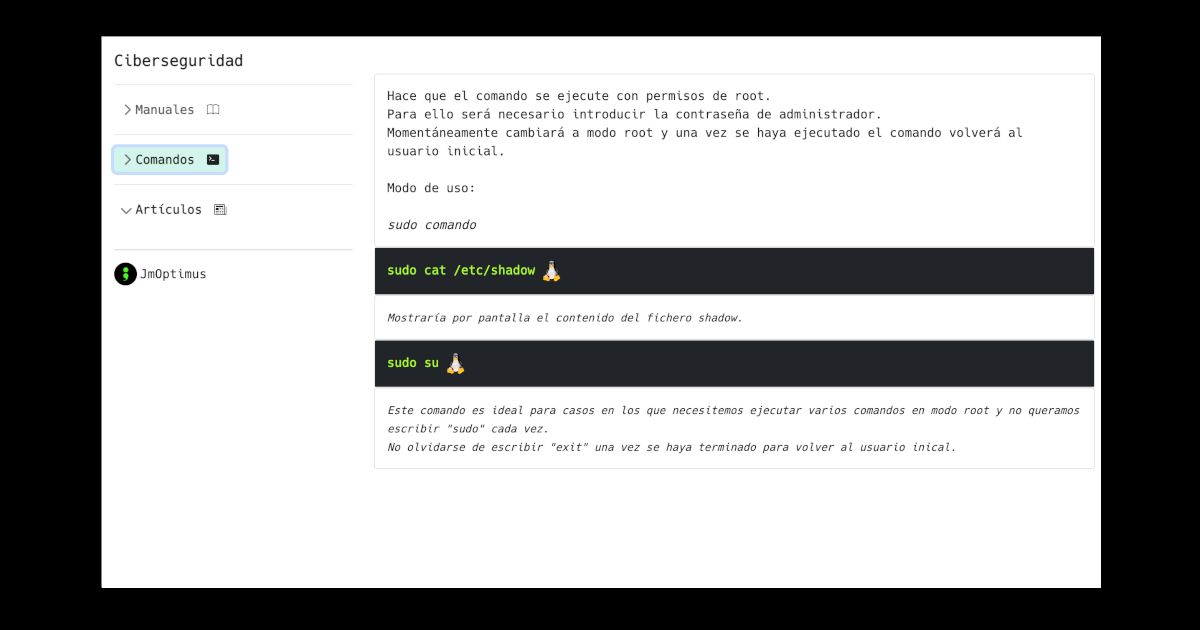 Ciberseguridad
Manuales
Comandos
Artículos
JmOptimus
Hace que el comando se ejecute con permisos de root.
Para ello será necesario introducir la contraseña de administrador.
Momentáneamente cambiará a modo root y una vez se haya ejecutado el comando volverá al
usuario inicial.
Modo de uso:
sudo comando
sudo cat /etc/shadow
Mostraría por pantalla el contenido del fichero shadow.
sudo su
Este comando es ideal para casos en los que necesitemos ejecutar varios comandos en modo root y no queramos
escribir "sudo" cada vez.
No olvidarse de escribir "exit" una vez se haya terminado para volver al usuario inical.